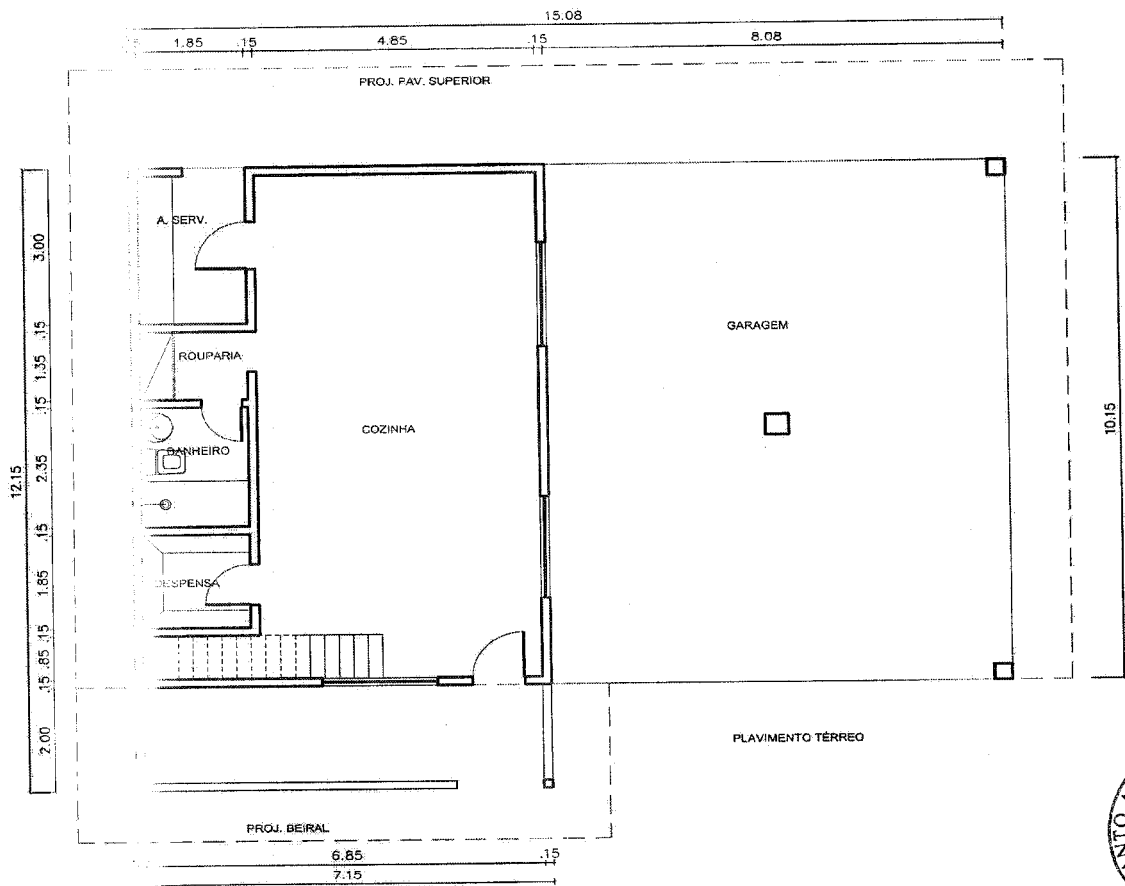 15.08
1.85 .15 4.85 .15 8.08
PROJ. PAV. SUPERIOR
A. SERV.
ROUPARIA
BANHEIRO
DESPENSA
COZINHA
GARAGEM
10.15
12.15
3.00
.15
1.35
.15
2.35
.15
1.85
.15
.85
.15
2.00
PLAVIMENTO TÉRREO
PROJ. BEIRAL
6.85 .15
7.15